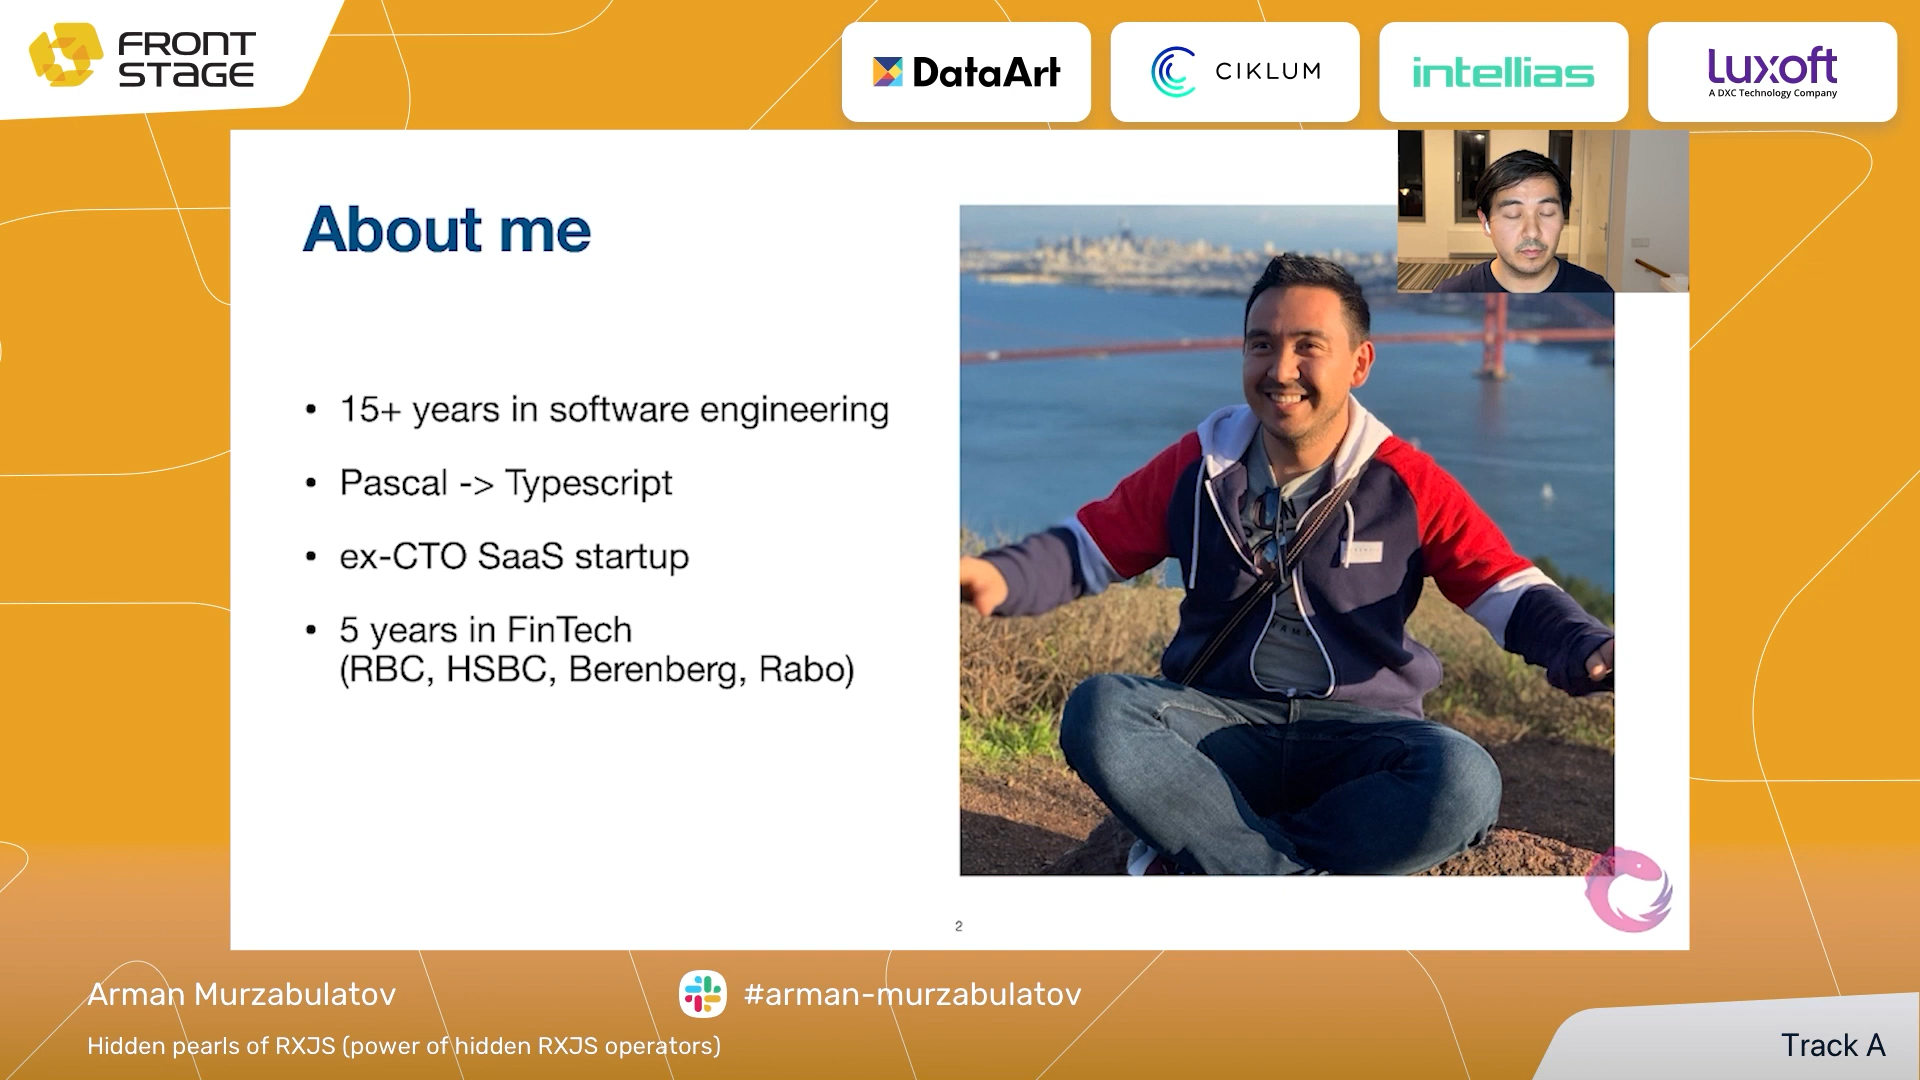 FRONT
STAGE
DataArt
CIKLUM
intellias
Luxoft
A DXC Technology Company
About me
• 15+ years in software engineering
• Pascal -> Typescript
• ex-CTO SaaS startup
• 5 years in FinTech
(RBC, HSBC, Berenberg, Rabo)
2
Arman Murzabulatov
#arman-murzabulatov
Hidden pearls of RXJS (power of hidden RXJS operators)
Track A